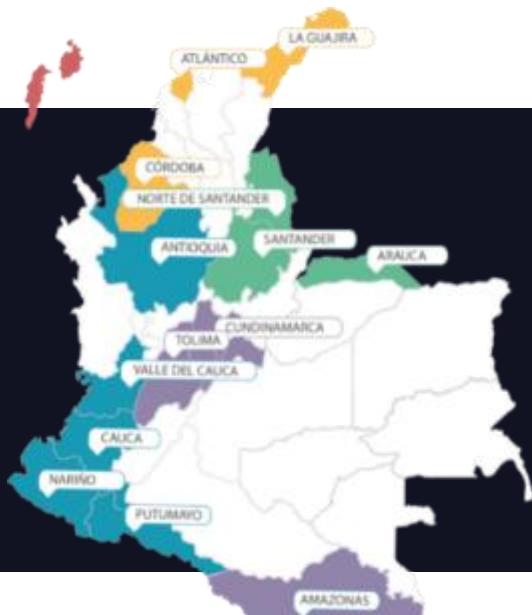 LA GUAJIRA
ATLÁNTICO
CÓRDOBA
NORTE DE SANTANDER
ANTIOQUIA
SANTANDER
ARAUCA
CUNDINAMARCA
TOLIMA
VALLE DEL CAUCA
CAUCA
NARIÑO
PUTUMAYO
AMAZONAS